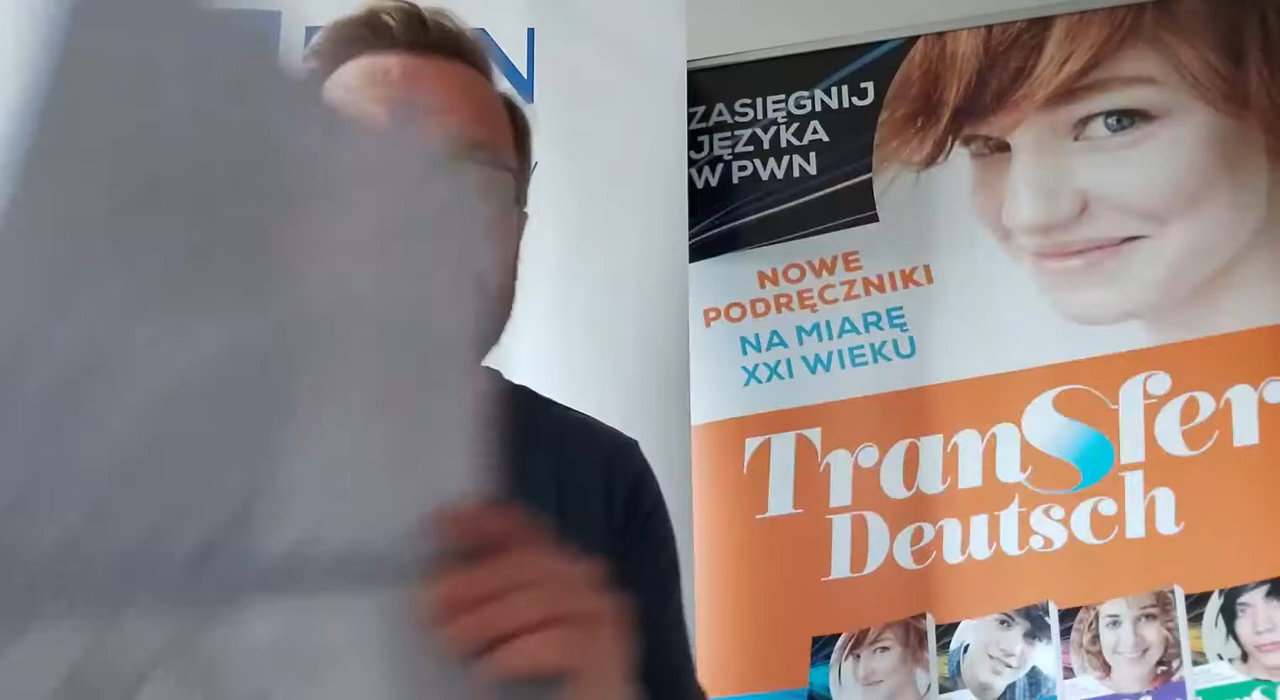 ZASIĘGNIJ
JĘZYKA
W PWN
NOWE
PODRĘCZNIKI
NA MIARĘ
XXI WIEKU
TranSfer
Deutsch